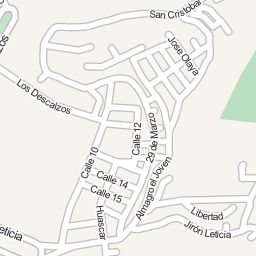 San Cristobal
Jose Olaya
Los Descalzos
Calle 12
29 de Marzo
Calle 10
Calle 14
Calle 15
Huascar
Almagro el Joven
Libertad
Jirón Leticia
eticia